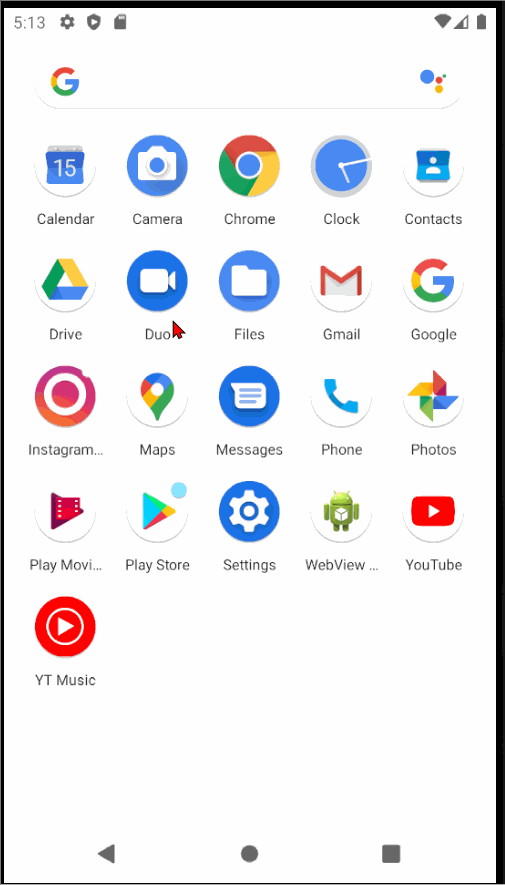 5:13
G
15
Calendar
Camera
Chrome
Clock
Contacts
G
Drive
Duo
Files
Gmail
Google
Instagram...
Maps
Messages
Phone
Photos
Play Movi...
Play Store
Settings
WebView ...
YouTube
YT Music